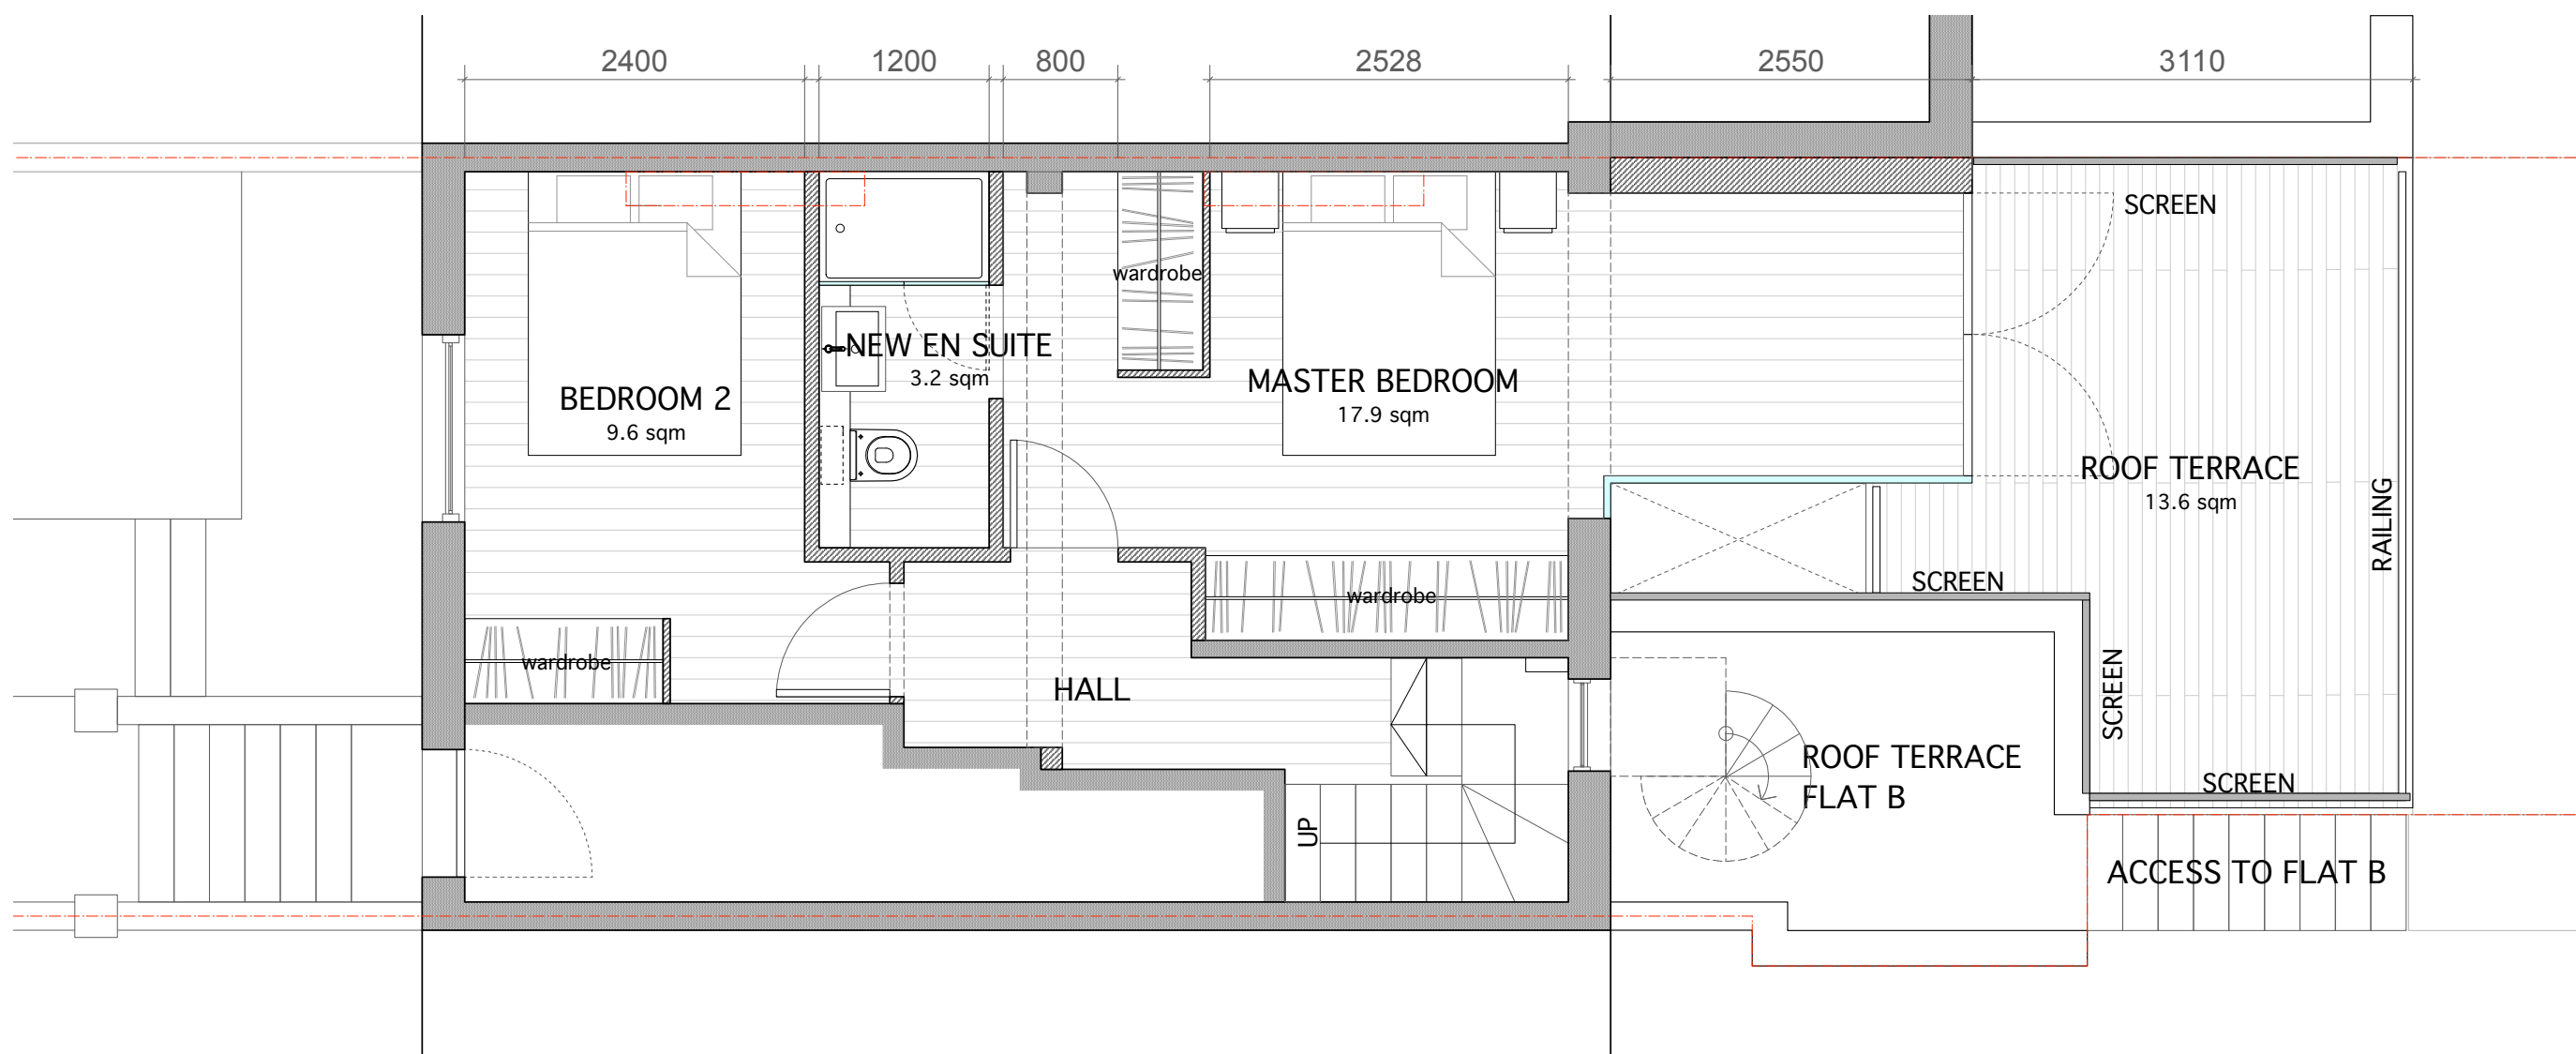 2400
1200
800
2528
2550
3110
SCREEN
wardrobe
NEW EN SUITE
3.2 sqm
MASTER BEDROOM
17.9 sqm
BEDROOM 2
9.6 sqm
ROOF TERRACE
13.6 sqm
RAILING
SCREEN
wardrobe
wardrobe
HALL
SCREEN
ROOF TERRACE
FLAT B
SCREEN
UP
ACCESS TO FLAT B